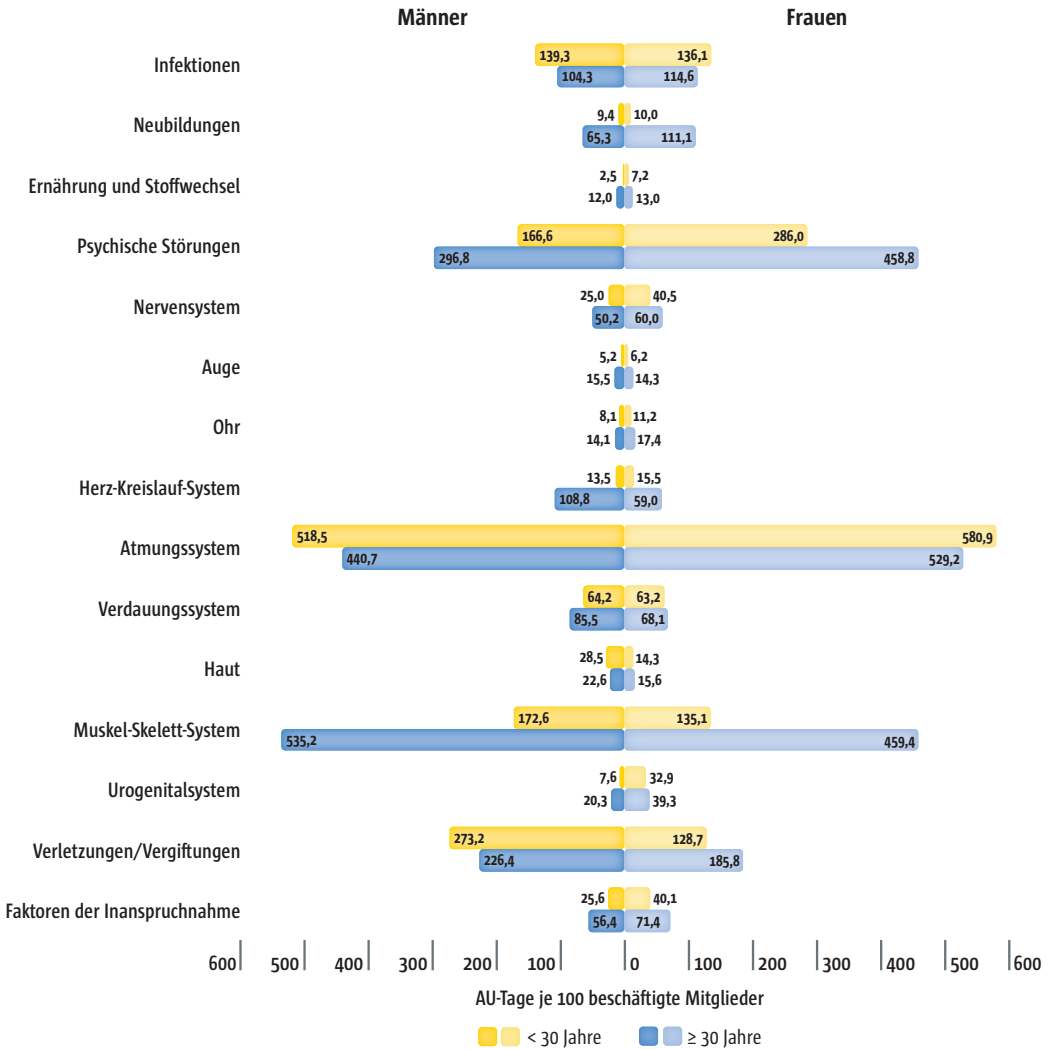 Männer Frauen
Infektionen
139,3 136,1
104,3 114,6
Neubildungen
9,4 10,0
65,3 111,1
Ernährung und Stoffwechsel
2,5 7,2
12,0 13,0
Psychische Störungen
166,6 286,0
296,8 458,8
Nervensystem
25,0 40,5
50,2 60,0
Auge
5,2 6,2
15,5 14,3
Ohr
8,1 11,2
14,1 17,4
Herz-Kreislauf-System
13,5 15,5
108,8 59,0
Atmungssystem
518,5 580,9
440,7 529,2
Verdauungssystem
64,2 63,2
85,5 68,1
Haut
28,5 14,3
22,6 15,6
Muskel-Skelett-System
172,6 135,1
535,2 459,4
Urogenitalsystem
7,6 32,9
20,3 39,3
Verletzungen/Vergiftungen
273,2 128,7
226,4 185,8
Faktoren der Inanspruchnahme
25,6 40,1
56,4 71,4
600 500 400 300 200 100 0 100 200 300 400 500 600
AU-Tage je 100 beschäftigte Mitglieder
< 30 Jahre ≥ 30 Jahre